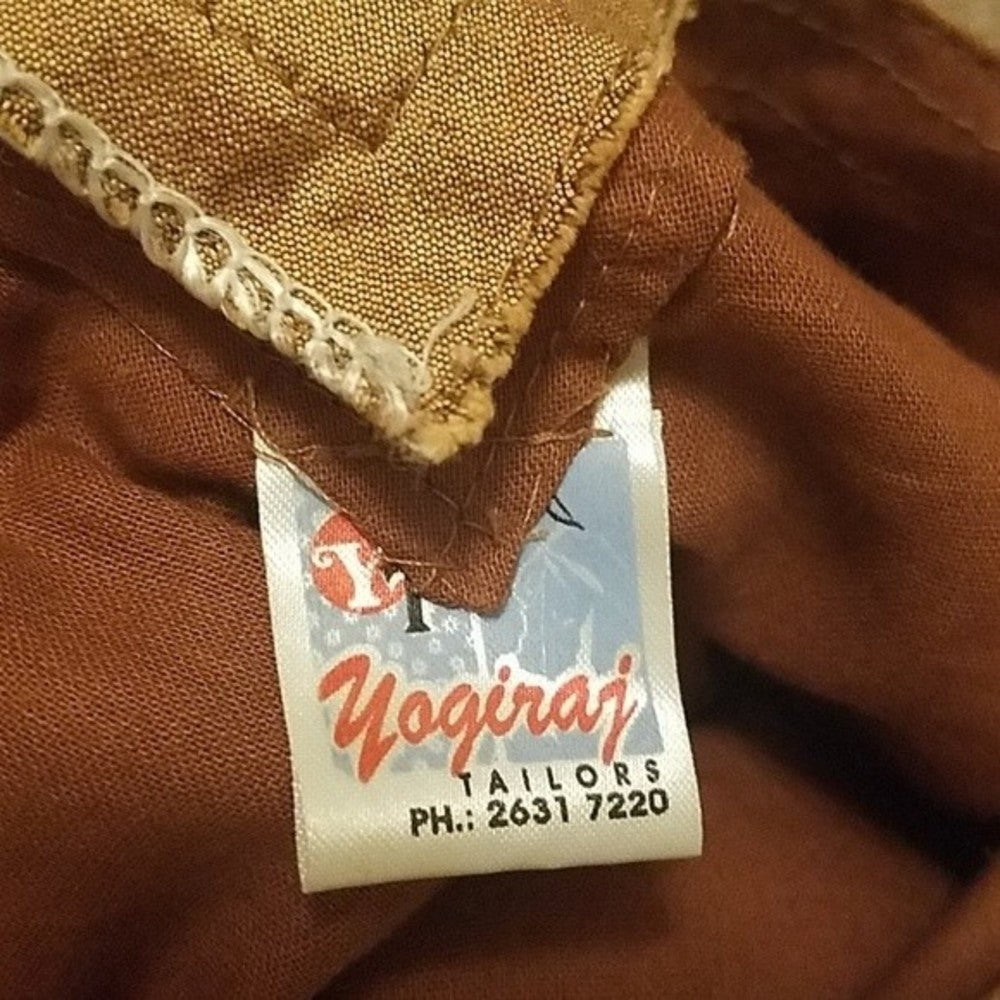 Y
Yogiraj
TAILORS
PH.: 2631 7220